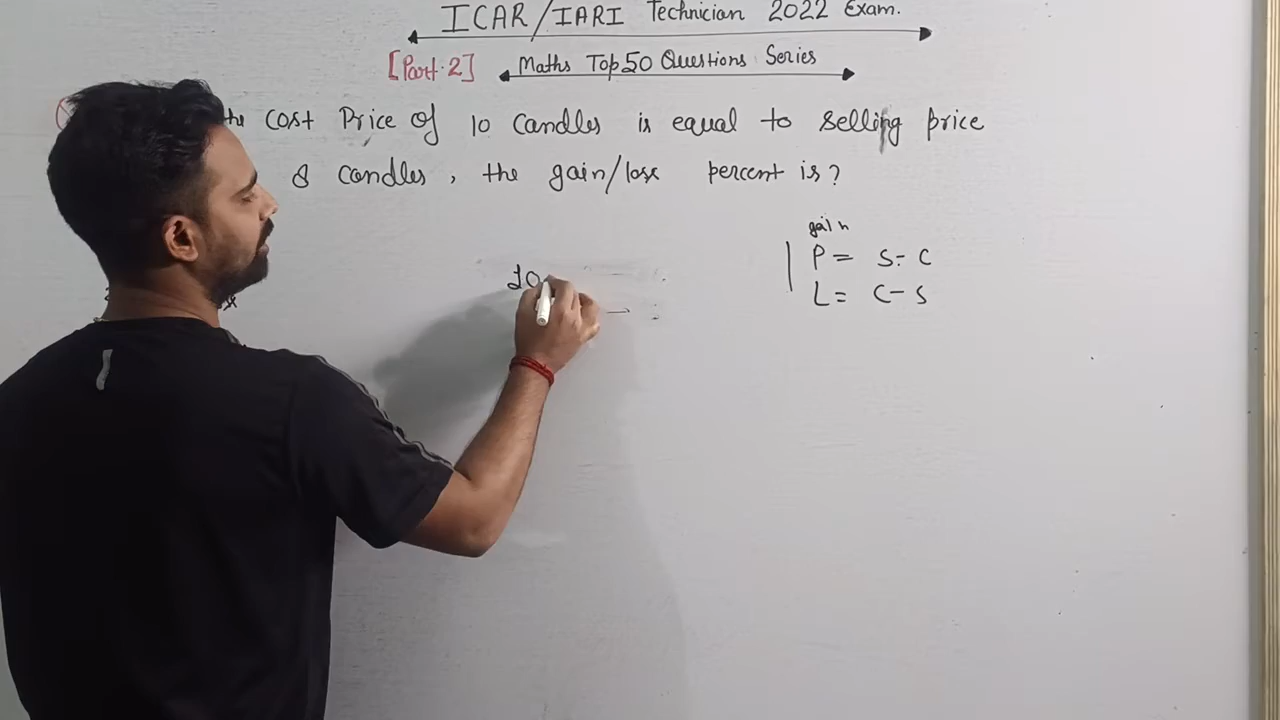 ICAR/IARI Technician 2022 Exam.
[Part-2] Maths Top 50 Questions Series
the cost Price of 10 candles is equal to selling price
8 candles, the gain/loss percent is?
gain
P = S - C
L = C - S
10